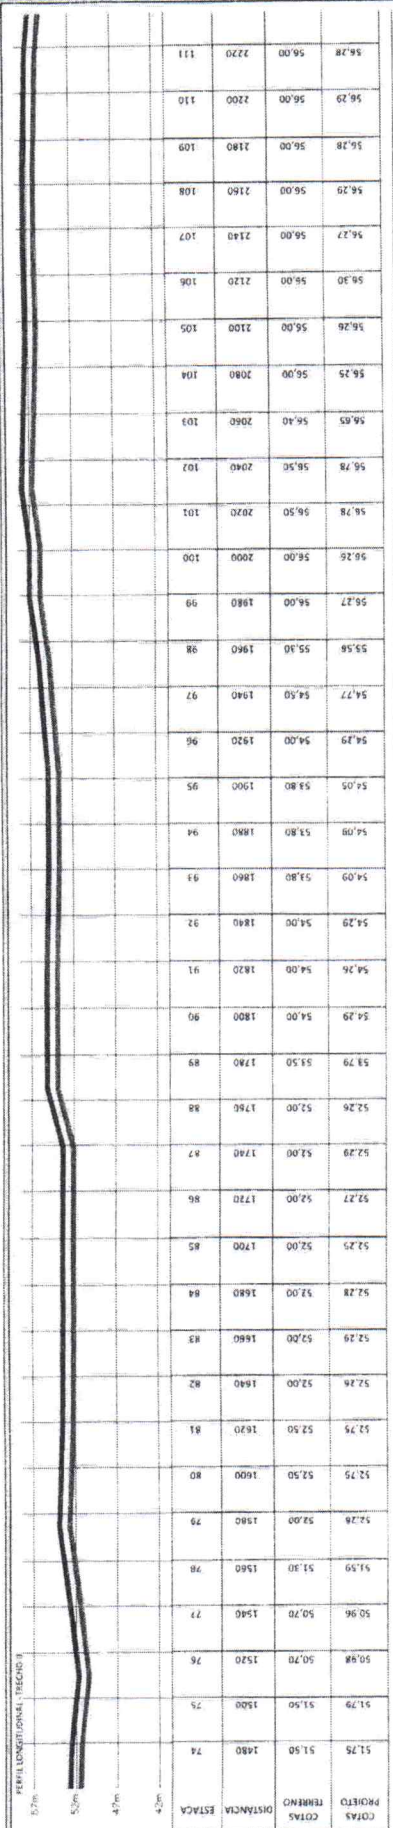 PERFIL LONGITUDINAL - TRECHO
57m
52m
47m
42m
COTAS PROJETO COTAS TERRENO DISTANCIA ESTACA
51,75 51,50 1480 74
51,79 51,50 1500 75
50,98 50,70 1520 76
50,96 50,70 1540 77
51,59 51,30 1560 78
52,26 52,00 1580 79
52,75 52,50 1600 80
52,75 52,50 1620 81
52,26 52,00 1640 82
52,29 52,00 1660 83
52,28 52,00 1680 84
52,25 52,00 1700 85
52,27 52,00 1720 86
52,29 52,00 1740 87
52,26 52,00 1760 88
53,79 53,50 1780 89
54,29 54,00 1800 90
54,26 54,00 1820 91
54,29 54,00 1840 92
54,09 53,80 1860 93
54,09 53,80 1880 94
54,05 53,80 1900 95
54,29 54,00 1920 96
54,77 54,50 1940 97
55,56 55,30 1960 98
56,27 56,00 1980 99
56,26 56,00 2000 100
56,78 56,50 2020 101
56,78 56,50 2040 102
56,65 56,40 2060 103
56,25 56,00 2080 104
56,26 56,00 2100 105
56,30 56,00 2120 106
56,27 56,00 2140 107
56,29 56,00 2160 108
56,28 56,00 2180 109
56,29 56,00 2200 110
56,28 56,00 2220 111